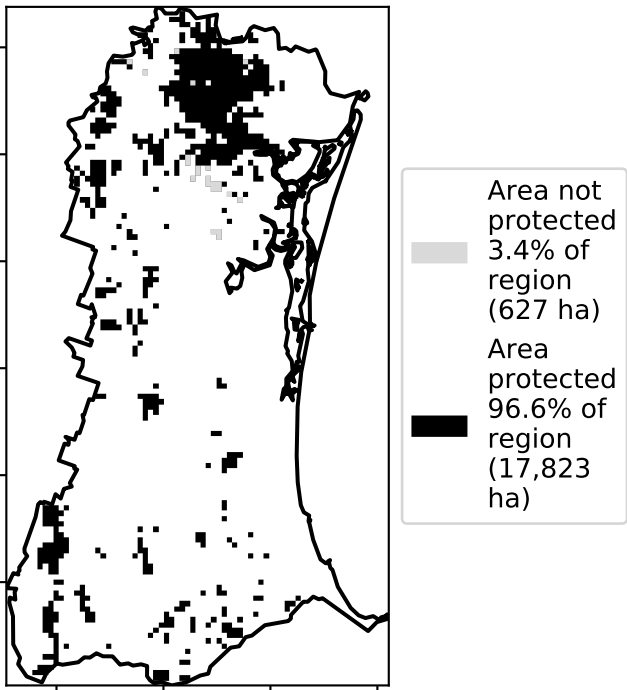 Area not
protected
3.4% of
region
(627 ha)
Area
protected
96.6% of
region
(17,823
ha)